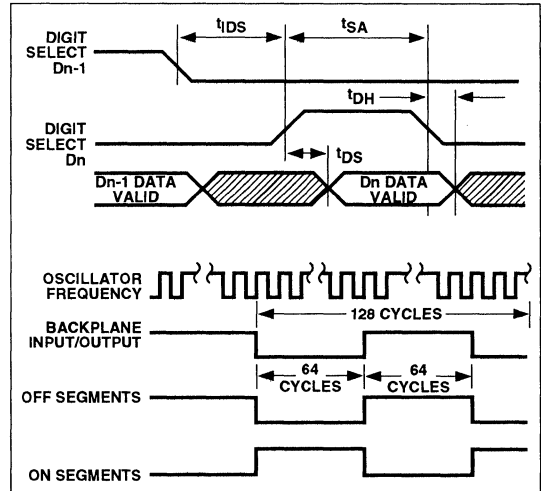 tIDS
tSA
DIGIT
SELECT
Dn-1
tDH
DIGIT
SELECT
Dn
tDS
Dn-1 DATA
VALID
Dn DATA
VALID
OSCILLATOR
FREQUENCY
128 CYCLES
BACKPLANE
INPUT/OUTPUT
64
CYCLES
64
CYCLES
OFF SEGMENTS
ON SEGMENTS